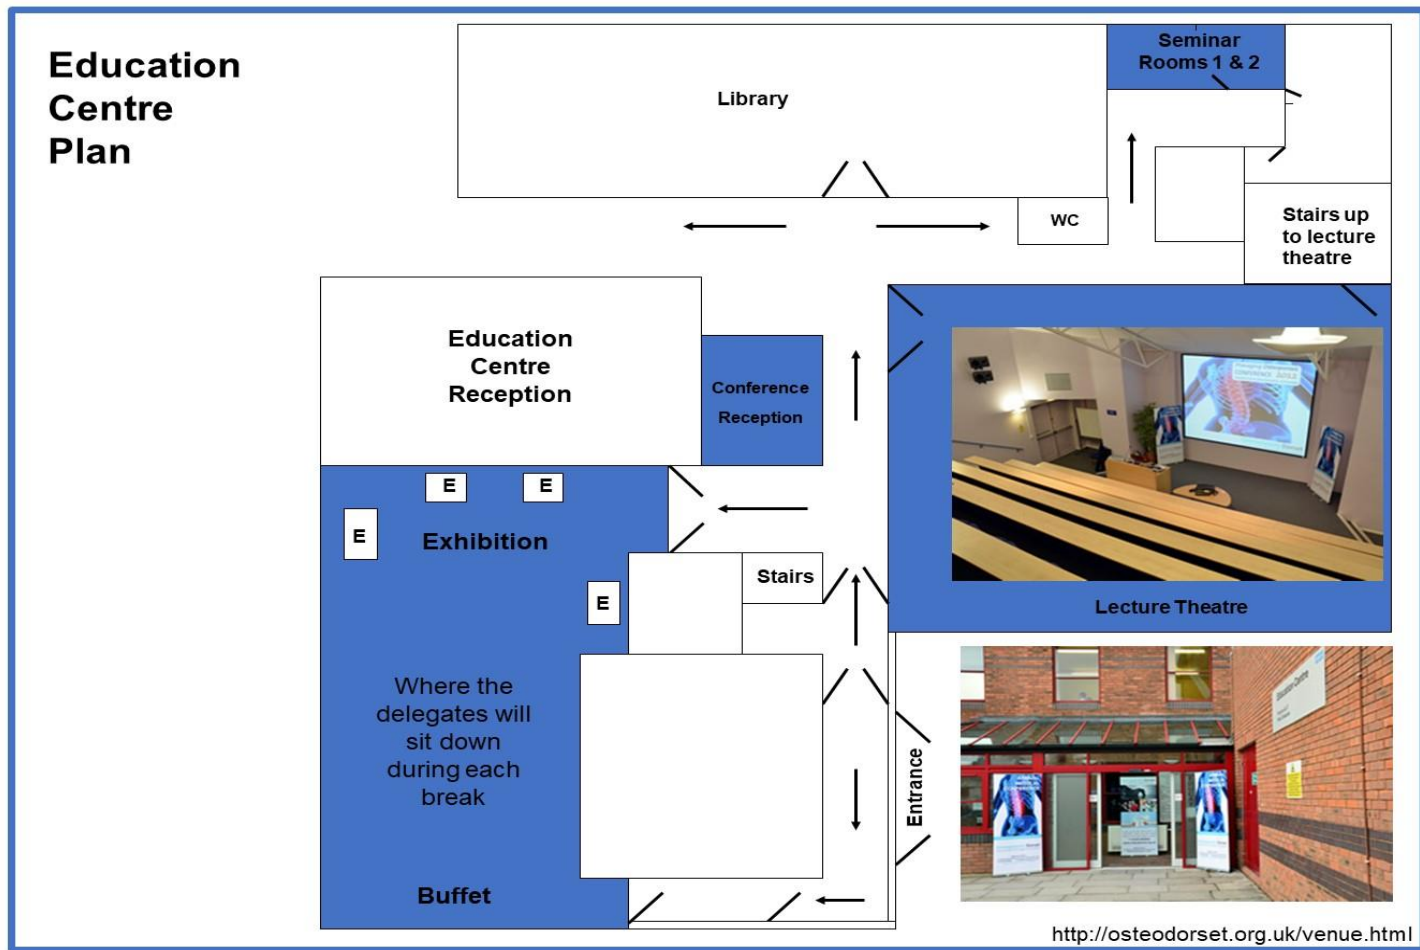 Education
Centre
Plan
Library
Seminar
Rooms 1 & 2
WC
Stairs up
to lecture
theatre
Education
Centre
Reception
Conference
Reception
E
E
E
Exhibition
Stairs
E
Lecture Theatre
Where the
delegates will
sit down
during each
break
Entrance
Education Centre
Buffet
http://osteodorset.org.uk/venue.html